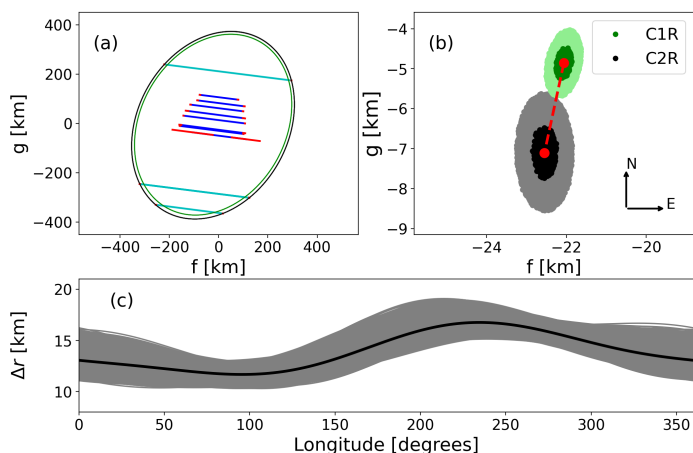 (a)
g [km]
400
200
0
−200
−400
−400 −200 0 200 400
f [km]
(b)
C1R
C2R
g [km]
−4
−5
−6
−7
−8
−9
N
E
−24 −22 −20
f [km]
(c)
Δr [km]
20
15
10
0 50 100 150 200 250 300 350
Longitude [degrees]